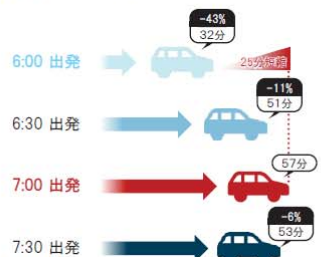 -43%
32分
6:00 出発
25分短縮
-11%
51分
6:30 出発
57分
7:00 出発
-6%
53分
7:30 出発